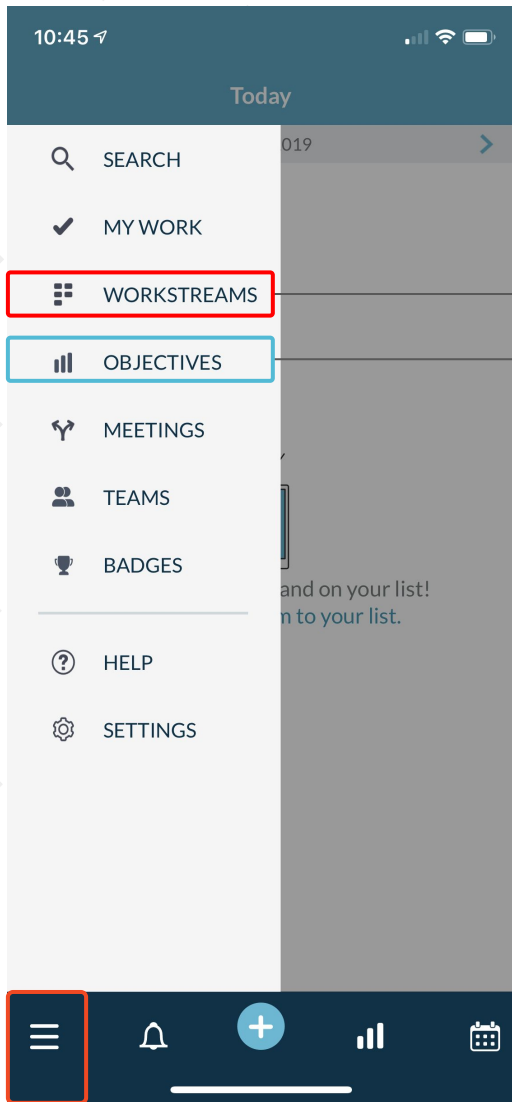 10:45
Today
019
SEARCH
MY WORK
WORKSTREAMS
OBJECTIVES
MEETINGS
TEAMS
BADGES
and on your list!
to your list.
HELP
SETTINGS